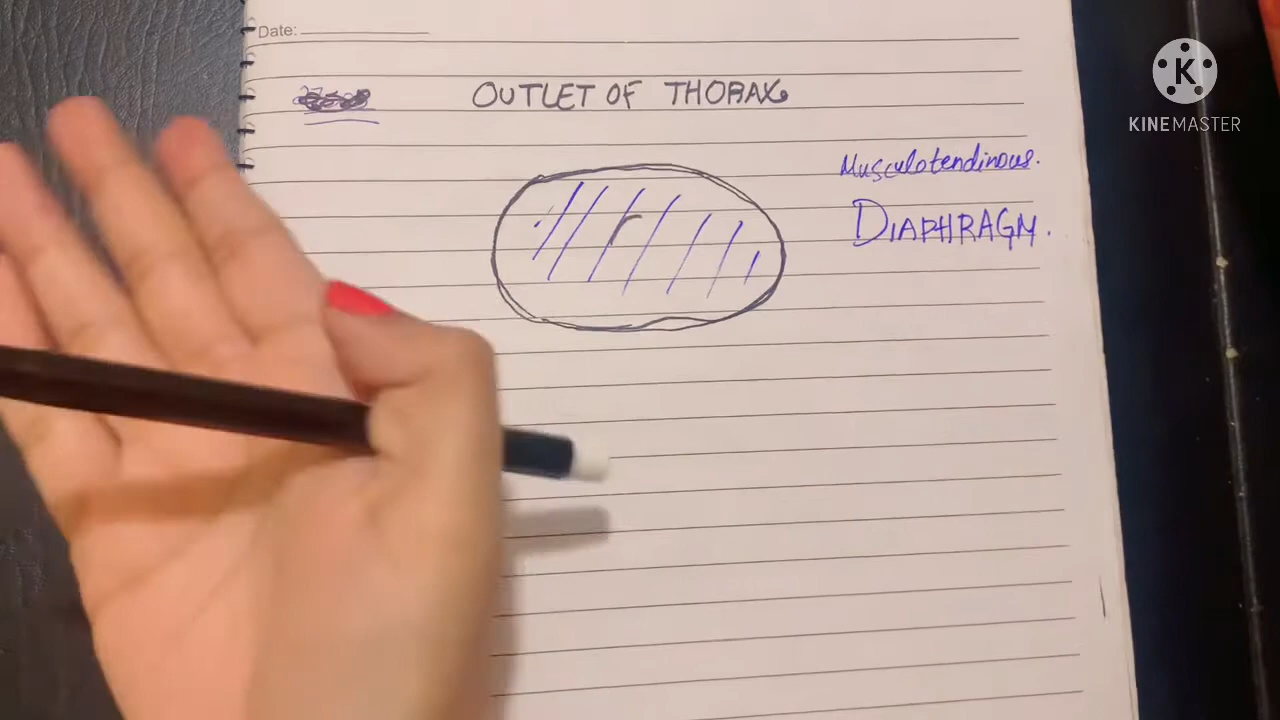 Date:
OUTLET OF THORAX
Musculotendinous.
DIAPHRAGM.
K
KINEMASTER